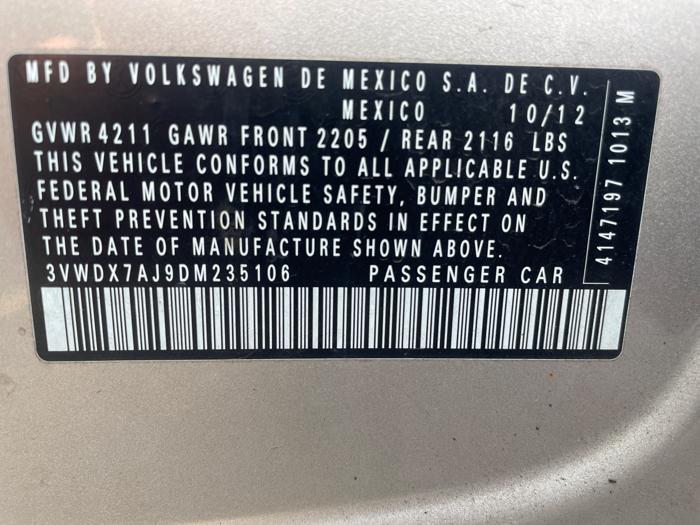 MFD BY VOLKSWAGEN DE MEXICO S.A. DE C.V.
MEXICO 10/12
GVWR 4211 GAWR FRONT 2205 / REAR 2116 LBS
THIS VEHICLE CONFORMS TO ALL APPLICABLE U.S.
FEDERAL MOTOR VEHICLE SAFETY, BUMPER AND
THEFT PREVENTION STANDARDS IN EFFECT ON
THE DATE OF MANUFACTURE SHOWN ABOVE.
3VWDX7AJ9DM235106 PASSENGER CAR
4147197 1013 M